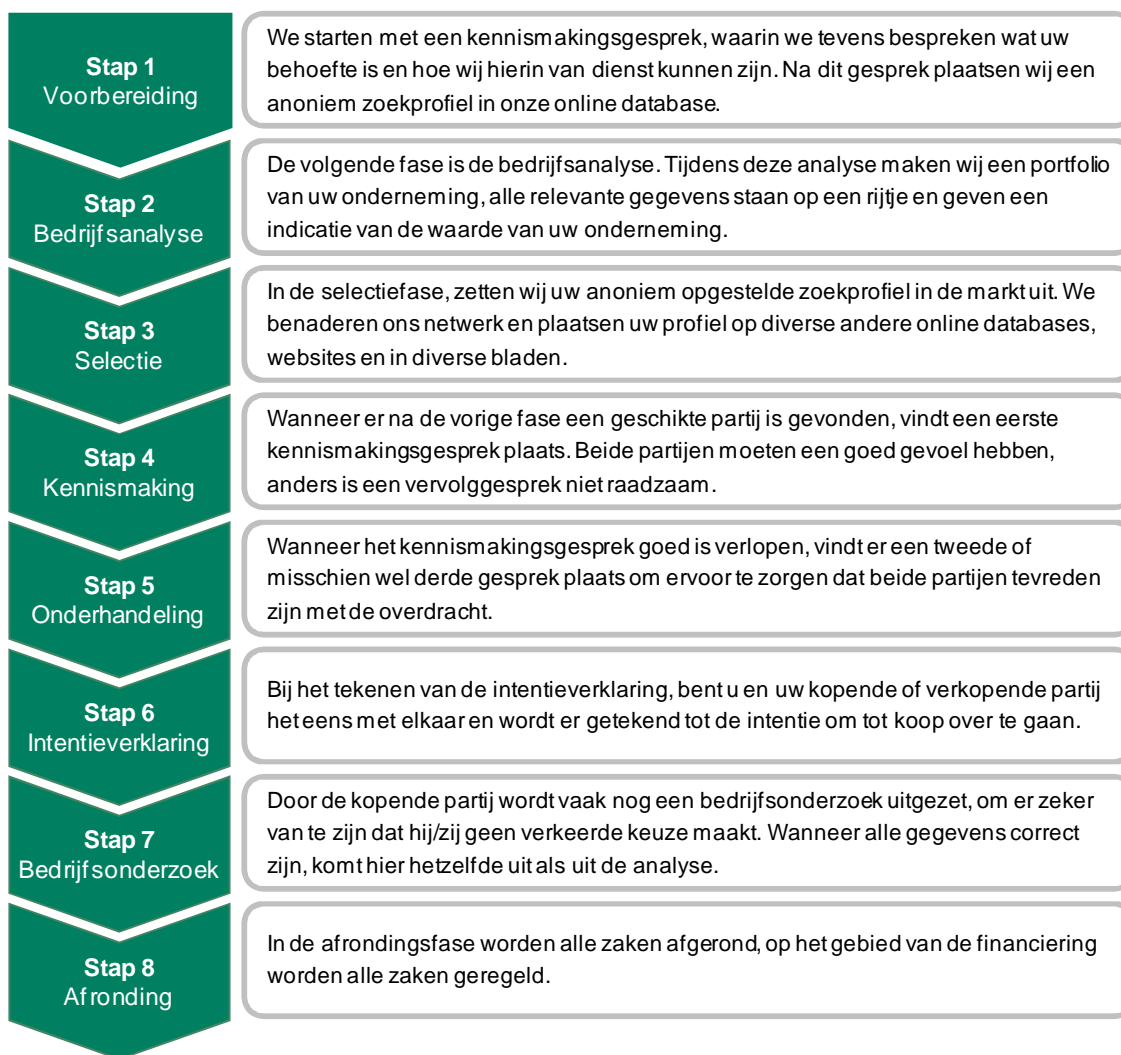 Stap 1
Voorbereiding
We starten met een kennismakingsgesprek, waarin we tevens bespreken wat uw
behoefte is en hoe wij hierin van dienst kunnen zijn. Na dit gesprek plaatsen wij een
anoniem zoekprofiel in onze online database.
Stap 2
Bedrijfsanalyse
De volgende fase is de bedrijfsanalyse. Tijdens deze analyse maken wij een portfolio
van uw onderneming, alle relevante gegevens staan op een rijtje en geven een
indicatie van de waarde van uw onderneming.
Stap 3
Selectie
In de selectiefase, zetten wij uw anoniem opgestelde zoekprofiel in de markt uit. We
benaderen ons netwerk en plaatsen uw profiel op diverse andere online databases,
websites en in diverse bladen.
Stap 4
Kennismaking
Wanneer er na de vorige fase een geschikte partij is gevonden, vindt een eerste
kennismakingsgesprek plaats. Beide partijen moeten een goed gevoel hebben,
anders is een vervolggesprek niet raadzaam.
Stap 5
Onderhandeling
Wanneer het kennismakingsgesprek goed is verlopen, vindt er een tweede of
misschien wel derde gesprek plaats om ervoor te zorgen dat beide partijen tevreden
zijn met de overdracht.
Stap 6
Intentieverklaring
Bij het tekenen van de intentieverklaring, bent u en uw kopende of verkopende partij
het eens met elkaar en wordt er getekend tot de intentie om tot koop over te gaan.
Stap 7
Bedrijfsonderzoek
Door de kopende partij wordt vaak nog een bedrijfsonderzoek uitgezet, om er zeker
van te zijn dat hij/zij geen verkeerde keuze maakt. Wanneer alle gegevens correct
zijn, komt hier hetzelfde uit als uit de analyse.
Stap 8
Afronding
In de afrondingsfase worden alle zaken afgerond, op het gebied van de financiering
worden alle zaken geregeld.